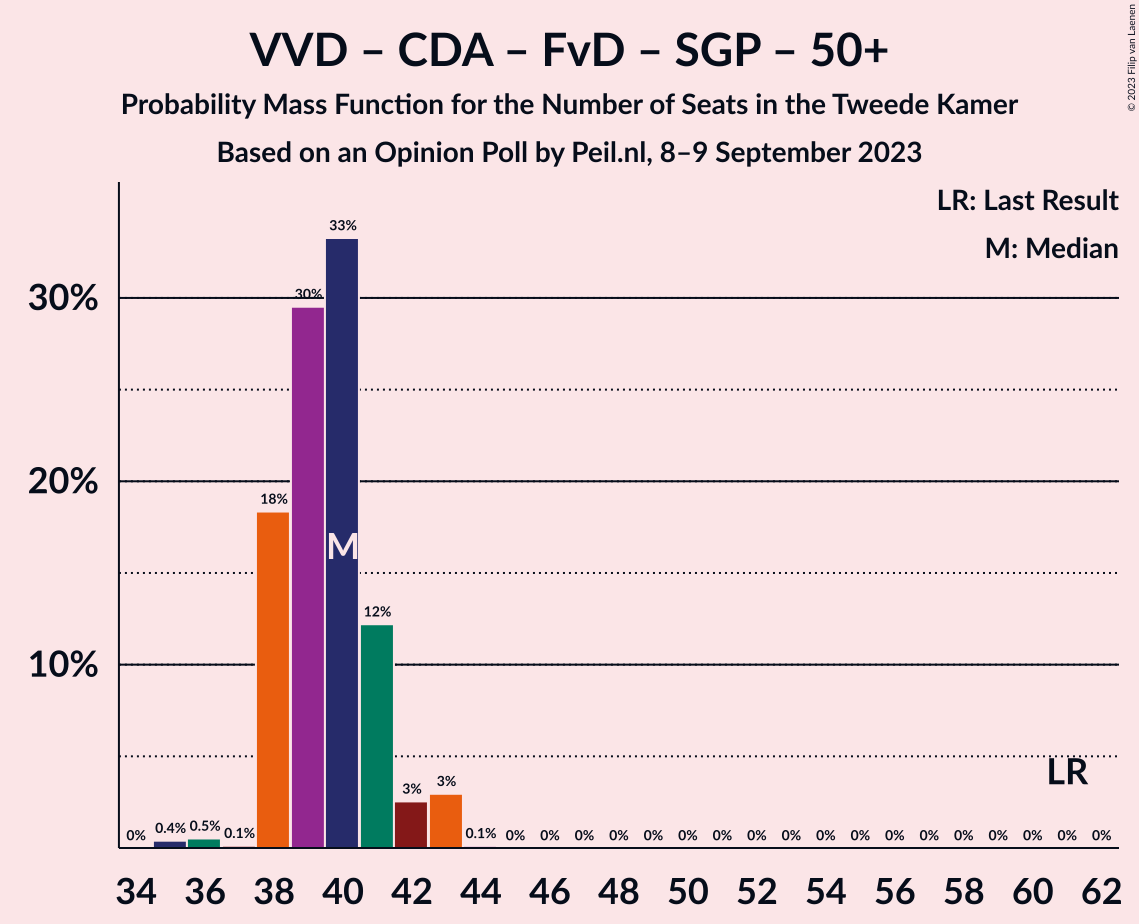 VVD – CDA – FvD – SGP – 50+
Probability Mass Function for the Number of Seats in the Tweede Kamer
Based on an Opinion Poll by Peil.nl, 8–9 September 2023
© 2023 Filip van Laenen
LR: Last Result
M: Median
30%
20%
10%
0% 0.4% 0.5% 0.1% 18% 30% 33% 12% 3% 3% 0.1% 0% 0% 0% 0% 0% 0% 0% 0% 0% 0% 0% 0% 0% 0% 0% 0% 0% 0%
M
LR
34 36 38 40 42 44 46 48 50 52 54 56 58 60 62